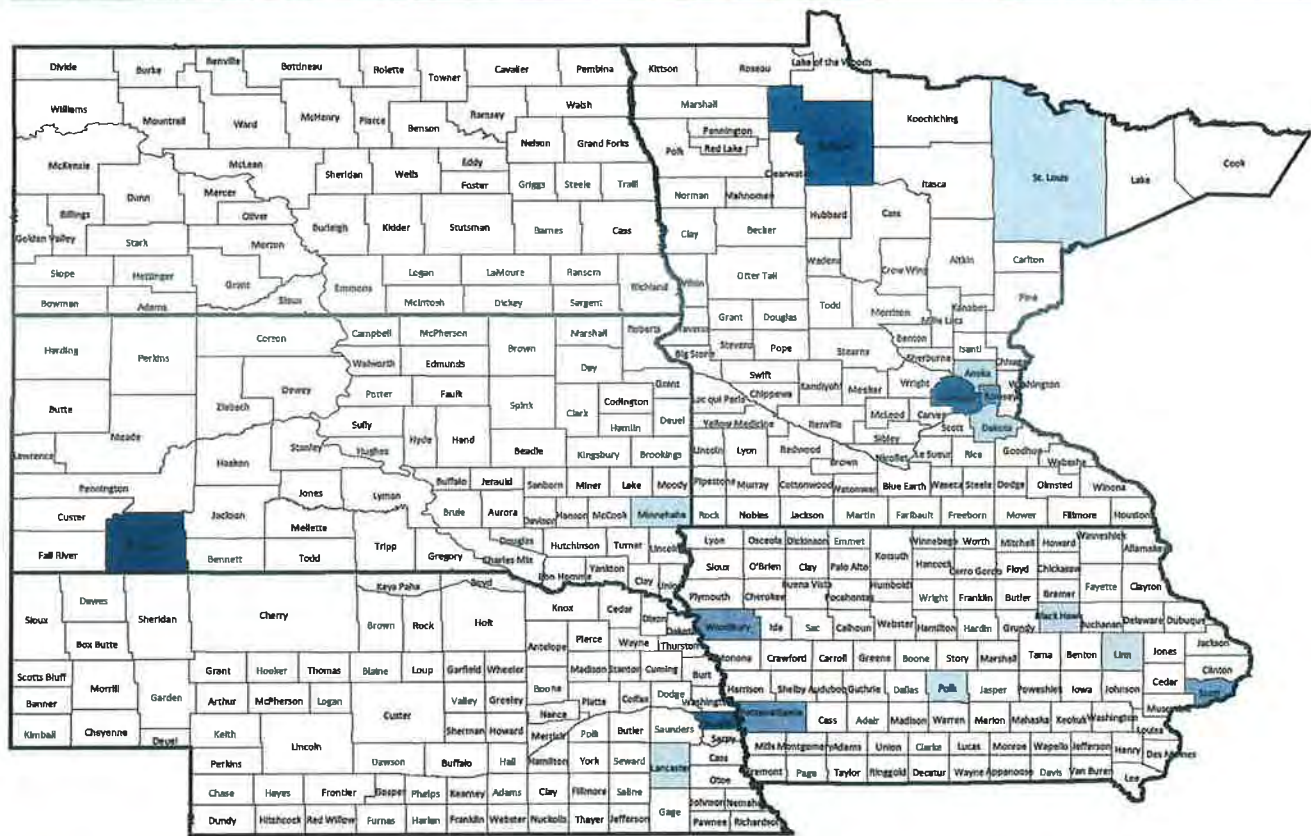 Divide Burke Renville Bottineau Rolette Towner Cavalier Pembina
Williams Mountrail Ward McHenry Pierce Benson Ramsey Walsh
McKenzie McLean Sheridan Wells Eddy Foster Nelson Grand Forks
Dunn Mercer Oliver Griggs Steele Traill
Billings Golden Valley Stark Morton Burleigh Kidder Stutsman Barnes Cass
Slope Hettinger Grant Sioux Emmons Logan LaMoure Ransom Richland
Bowman Adams McIntosh Dickey Sargent
Kittson Roseau Lake of the Woods
Marshall Koochiching
Pennington Red Lake Polk Clearwater Itasca St. Louis Lake Cook
Norman Mahnomen Hubbard Cass
Clay Becker Wadena Crow Wing Aitkin Carlton
Wilkin Otter Tail Todd Morrison Mille Lacs Kanabec Pine
Traverse Grant Douglas Benton Isanti
Big Stone Stevens Pope Stearns Sherburne Chisago
Swift Kandiyohi Meeker Wright Anoka Washington
Lac qui Parle Chippewa McLeod Carver Ramsey
Yellow Medicine Renville Sibley Scott Dakota
Lincoln Lyon Redwood Brown Nicollet Le Sueur Rice Goodhue Wabasha
Pipestone Murray Cottonwood Watonwan Blue Earth Waseca Steele Dodge Olmsted Winona
Rock Nobles Jackson Martin Faribault Freeborn Mower Fillmore Houston
Harding Perkins Corson Campbell McPherson Brown Marshall Roberts
Walworth Edmunds Day
Butte Ziebach Dewey Potter Faulk Spink Clark Codington Grant
Meade Sully Hamlin Deuel
Lawrence Haakon Stanley Hughes Hyde Hand Beadle Kingsbury Brookings
Pennington Jones Lyman Buffalo Jerauld Sanborn Miner Lake Moody
Custer Jackson Mellette Brule Aurora Davison Hanson McCook Minnehaha
Fall River Bennett Todd Tripp Gregory Douglas Charles Mix Hutchinson Turner Lincoln
Bon Homme Yankton Clay Union
Sioux Dawes Sheridan Cherry Keya Paha Boyd Knox Cedar Dixon Dakota
Box Butte Brown Rock Holt Antelope Pierce Wayne Thurston
Scotts Bluff Morrill Garden Grant Hooker Thomas Blaine Loup Garfield Wheeler Madison Stanton Cuming Burt
Banner Arthur McPherson Logan Custer Valley Greeley Boone Platte Colfax Dodge Washington
Kimball Cheyenne Deuel Keith Lincoln Sherman Howard Nance Merrick Polk Butler Saunders Sarpy
Perkins Dawson Buffalo Hall Hamilton York Seward Lancaster Cass Otoe
Chase Hayes Frontier Gosper Phelps Kearney Adams Clay Fillmore Saline Gage Johnson Nemaha
Dundy Hitchcock Red Willow Furnas Harlan Franklin Webster Nuckolls Thayer Jefferson Pawnee Richardson
Lyon Osceola Dickinson Emmet Kossuth Winnebago Worth Mitchell Howard Winneshiek Allamakee
Sioux O'Brien Clay Palo Alto Hancock Cerro Gordo Floyd Chickasaw
Plymouth Cherokee Buena Vista Pocahontas Humboldt Wright Franklin Butler Bremer Fayette Clayton
Woodbury Ida Sac Calhoun Webster Hamilton Hardin Grundy Black Hawk Buchanan Delaware Dubuque
Monona Crawford Carroll Greene Boone Story Marshall Tama Benton Linn Jones Jackson
Harrison Shelby Audubon Guthrie Dallas Polk Jasper Poweshiek Iowa Johnson Cedar Clinton Scott
Pottawattamie Cass Adair Madison Warren Marion Mahaska Keokuk Washington Muscatine Louisa
Mills Montgomery Adams Union Clarke Lucas Monroe Wapello Jefferson Henry Des Moines
Fremont Page Taylor Ringgold Decatur Wayne Appanoose Davis Van Buren Lee